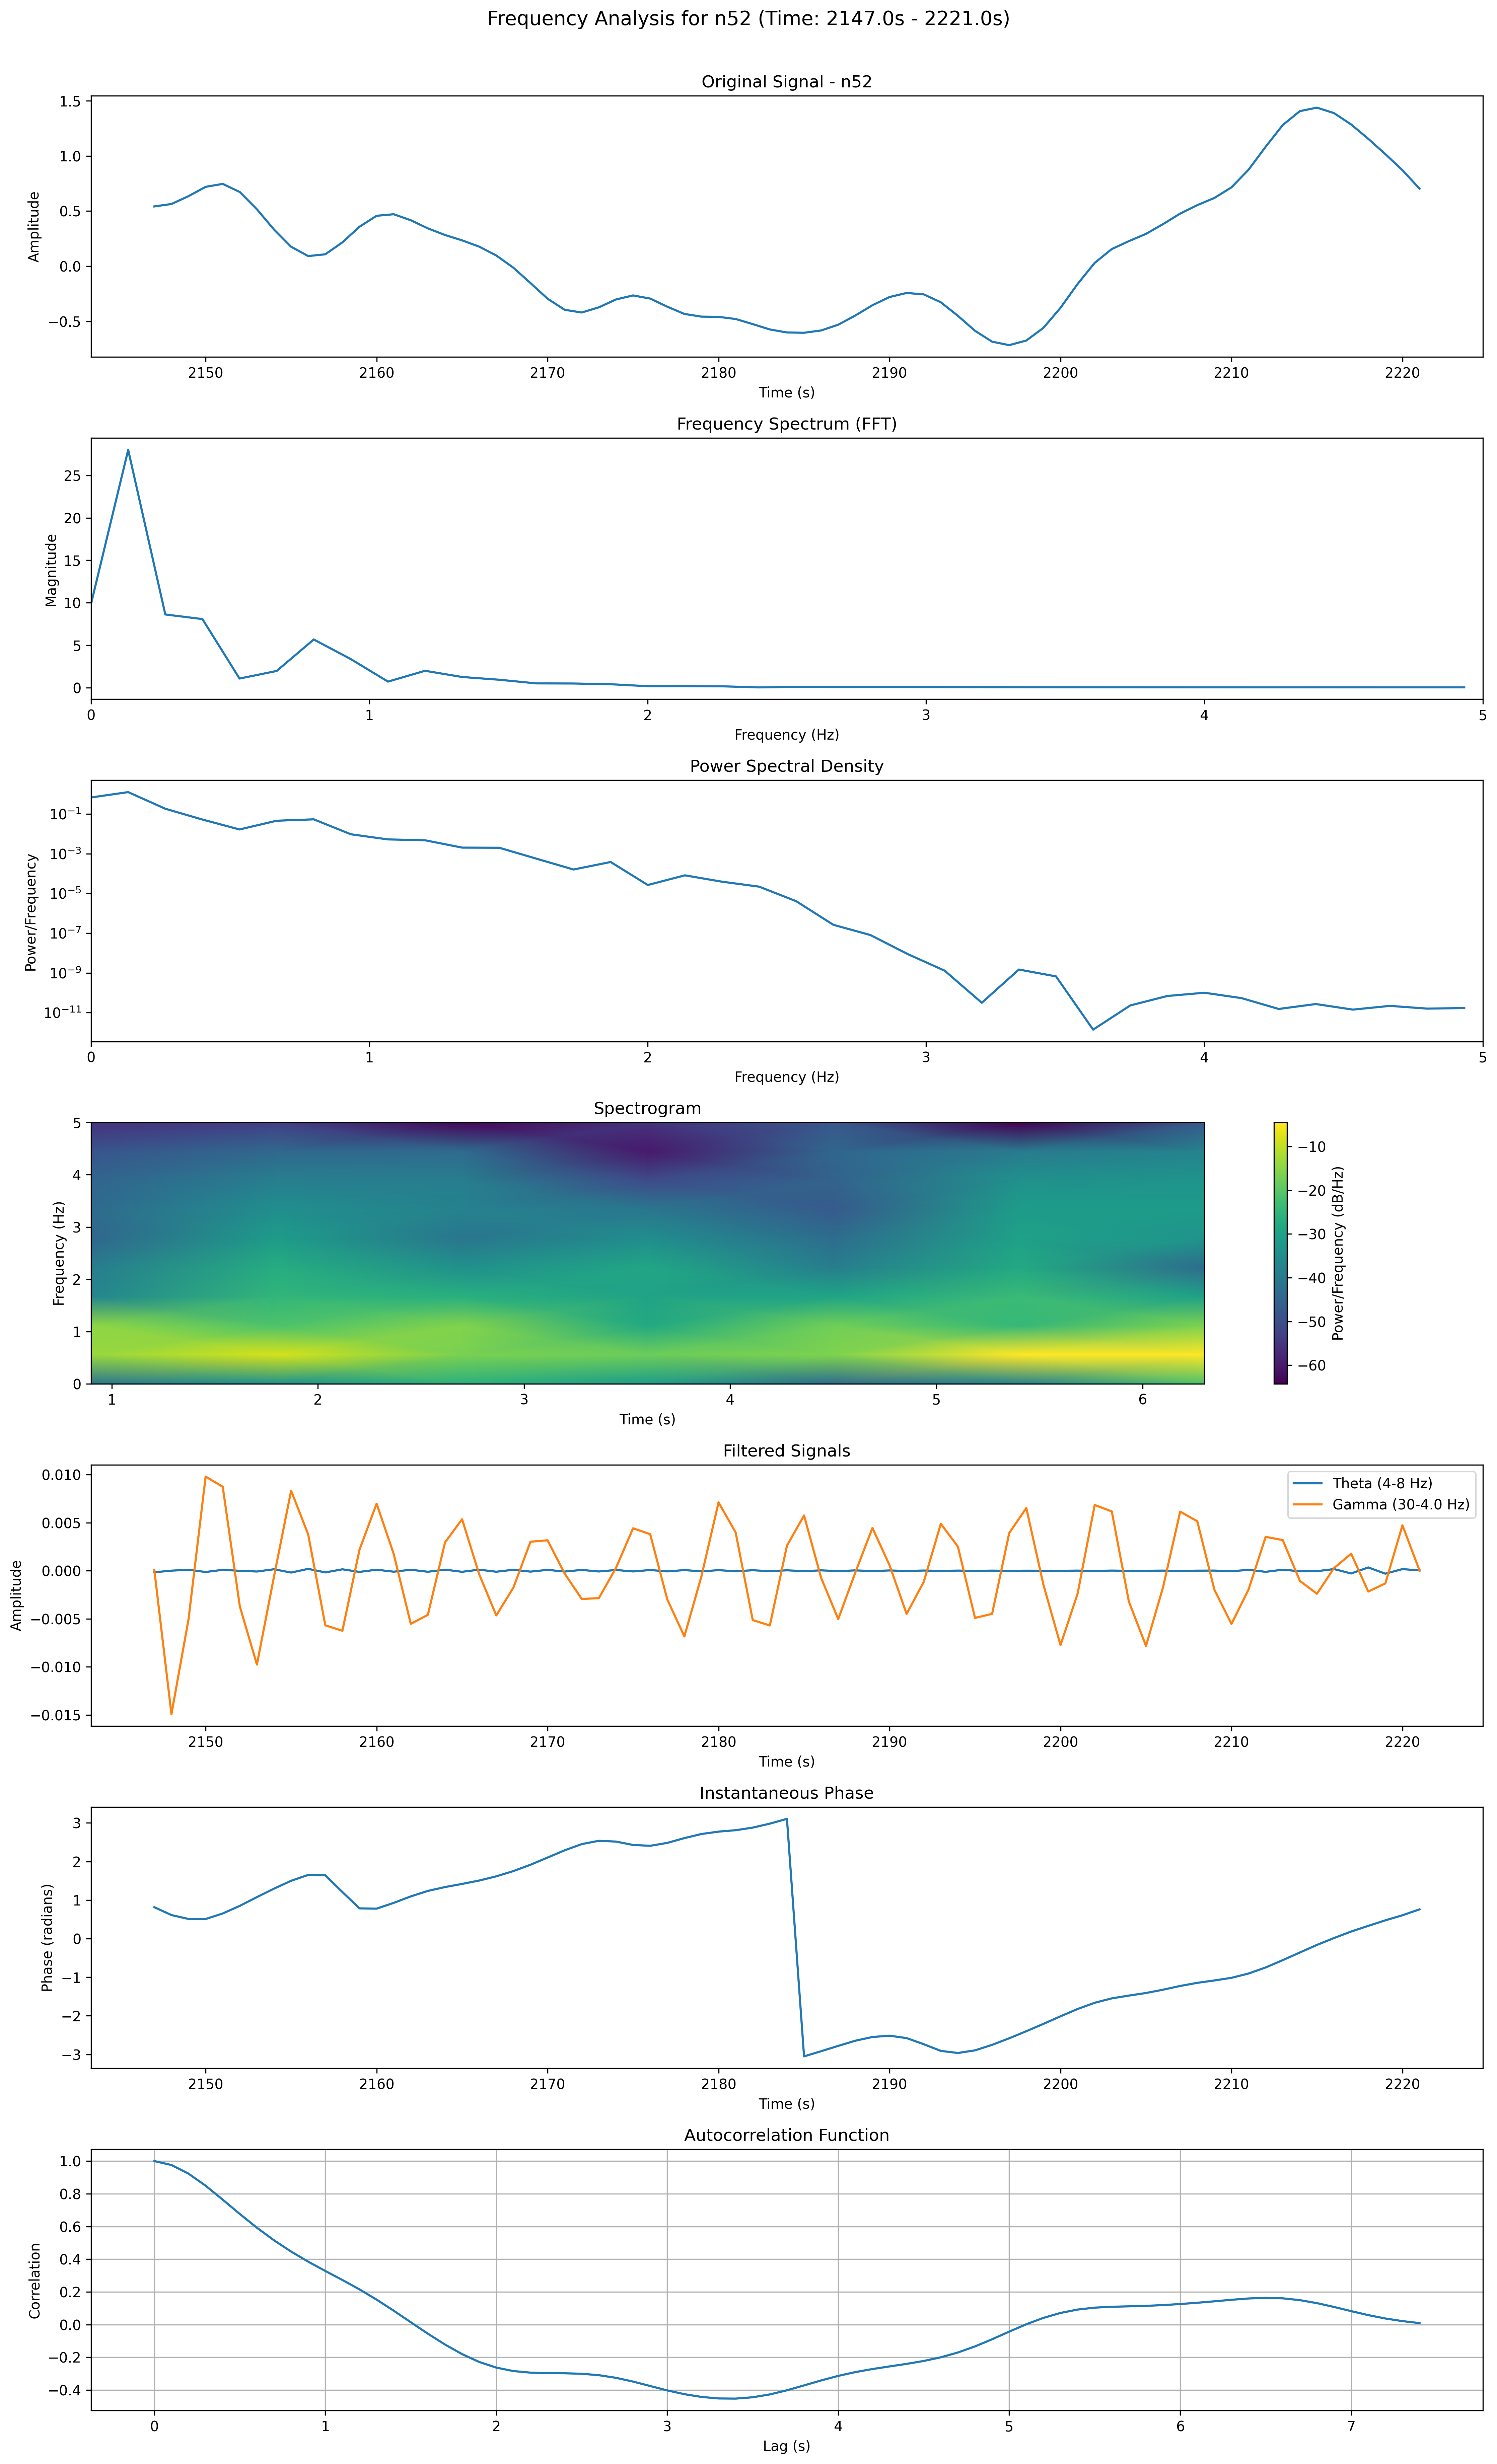 Frequency Analysis for n52 (Time: 2147.0s - 2221.0s)
Original Signal - n52
1.5
1.0
0.5
0.0
−0.5
Amplitude
2150 2160 2170 2180 2190 2200 2210 2220
Time (s)
Frequency Spectrum (FFT)
25
20
15
10
5
0
Magnitude
0 1 2 3 4 5
Frequency (Hz)
Power Spectral Density
10⁻¹
10⁻³
10⁻⁵
10⁻⁷
10⁻⁹
10⁻¹¹
Power/Frequency
0 1 2 3 4 5
Frequency (Hz)
Spectrogram
5
4
3
2
1
0
Frequency (Hz)
1 2 3 4 5 6
Time (s)
−10
−20
−30
−40
−50
−60
Power/Frequency (dB/Hz)
Filtered Signals
0.010
0.005
0.000
−0.005
−0.010
−0.015
Amplitude
Theta (4-8 Hz)
Gamma (30-4.0 Hz)
2150 2160 2170 2180 2190 2200 2210 2220
Time (s)
Instantaneous Phase
3
2
1
0
−1
−2
−3
Phase (radians)
2150 2160 2170 2180 2190 2200 2210 2220
Time (s)
Autocorrelation Function
1.0
0.8
0.6
0.4
0.2
0.0
−0.2
−0.4
Correlation
0 1 2 3 4 5 6 7
Lag (s)